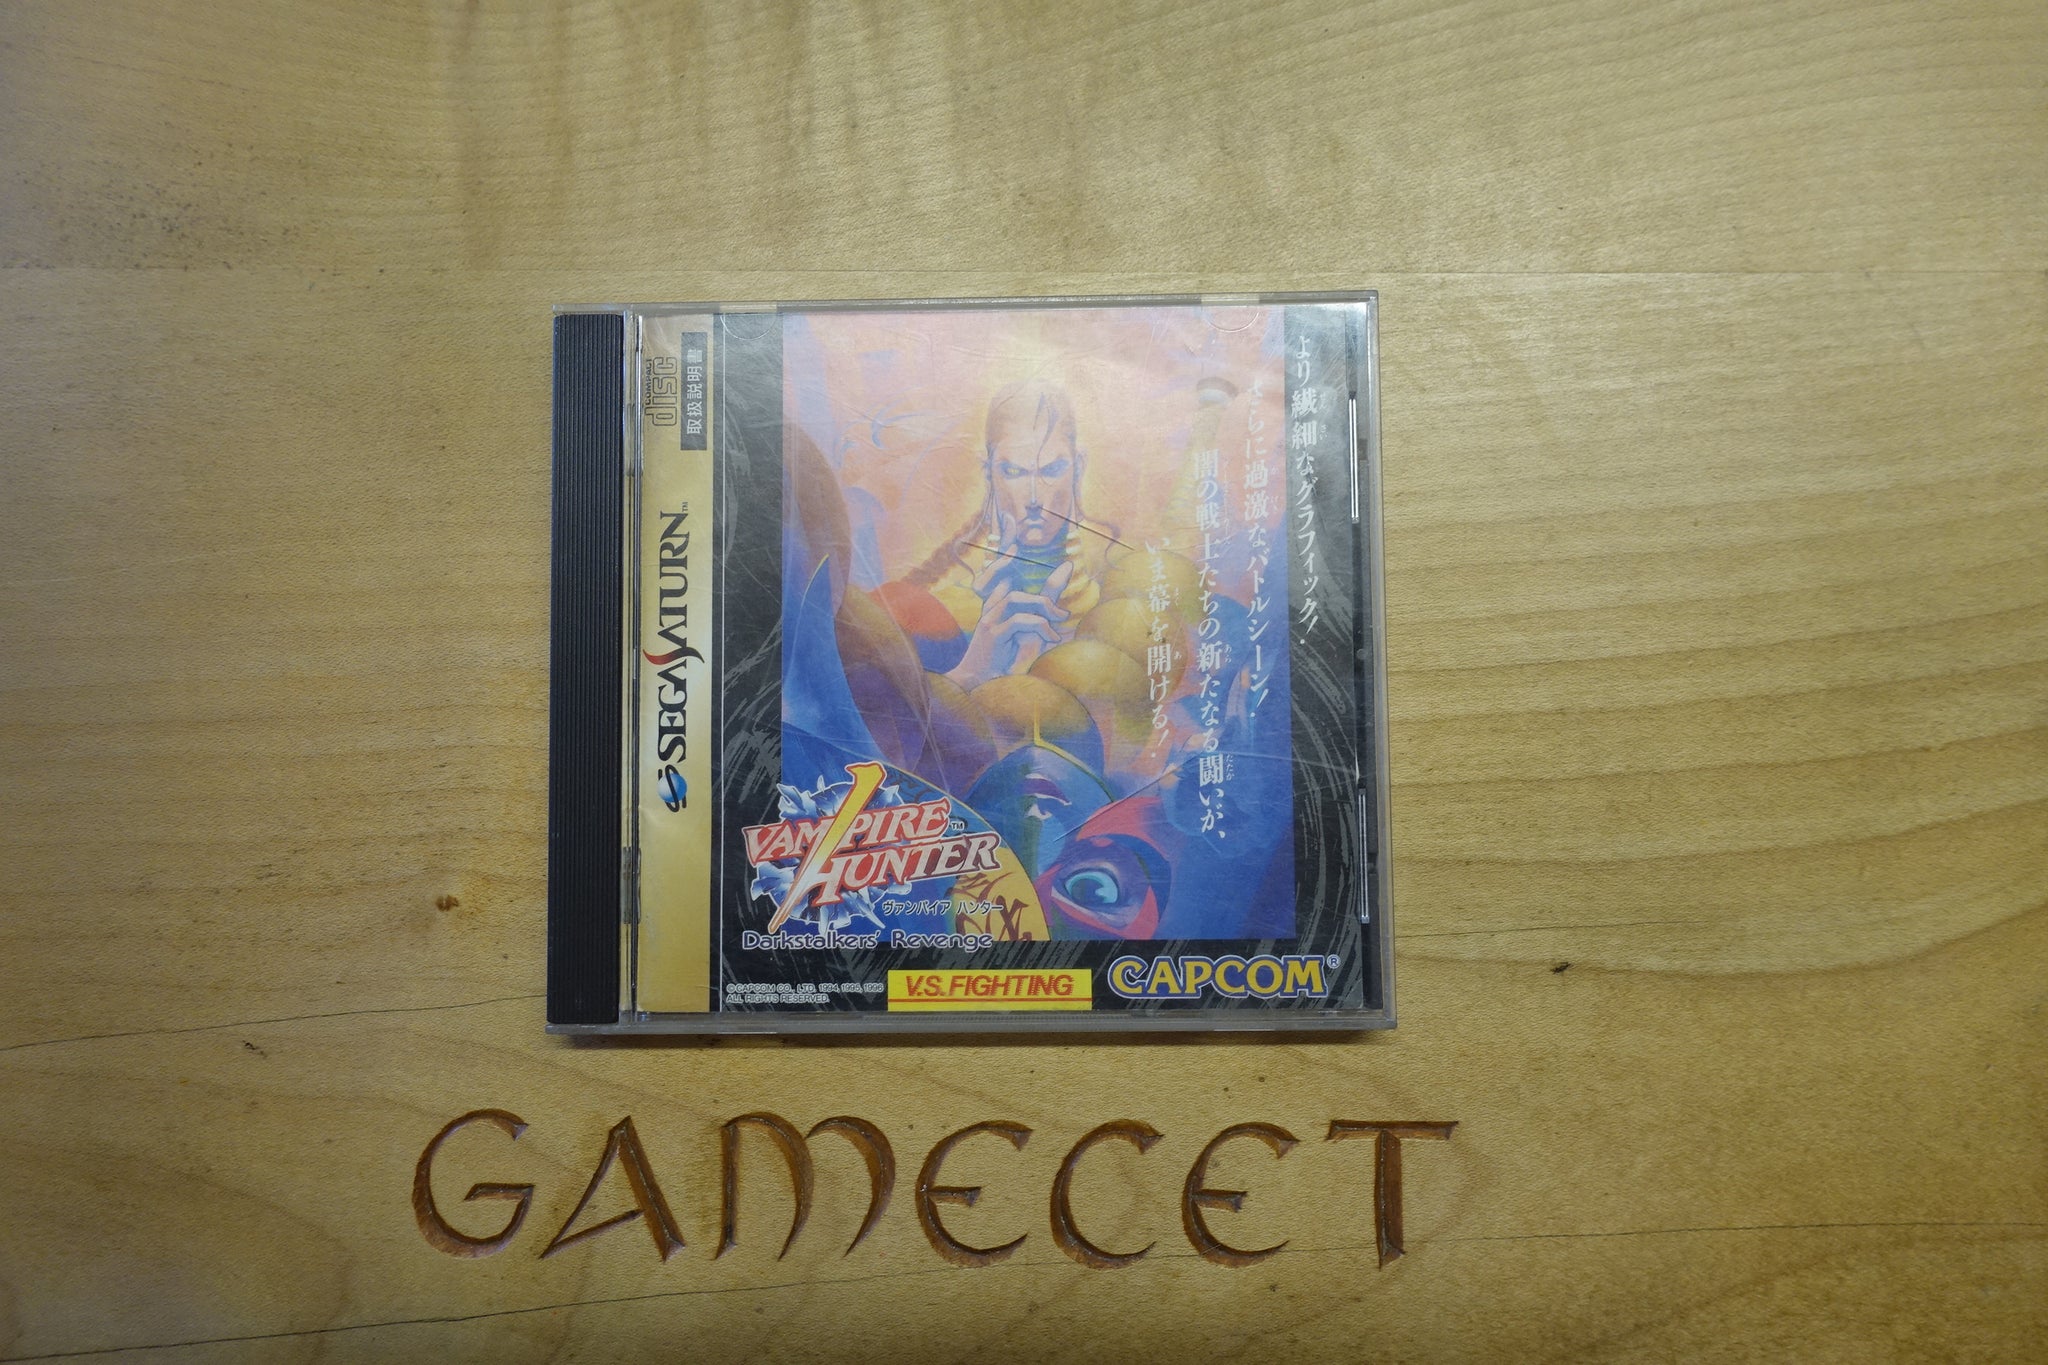 COMPACT
disc
取扱説明書
SEGA SATURN™
より繊細なグラフィック!
さらに過激なバトルシーン!
闇の戦士たちの新たなる闘いが、
いま幕を開ける!
VAMPIRE™
HUNTER
ヴァンパイア ハンター
Darkstalkers' Revenge
©CAPCOM CO., LTD. 1994, 1995, 1996
ALL RIGHTS RESERVED.
V.S. FIGHTING
CAPCOM®
GAMECET